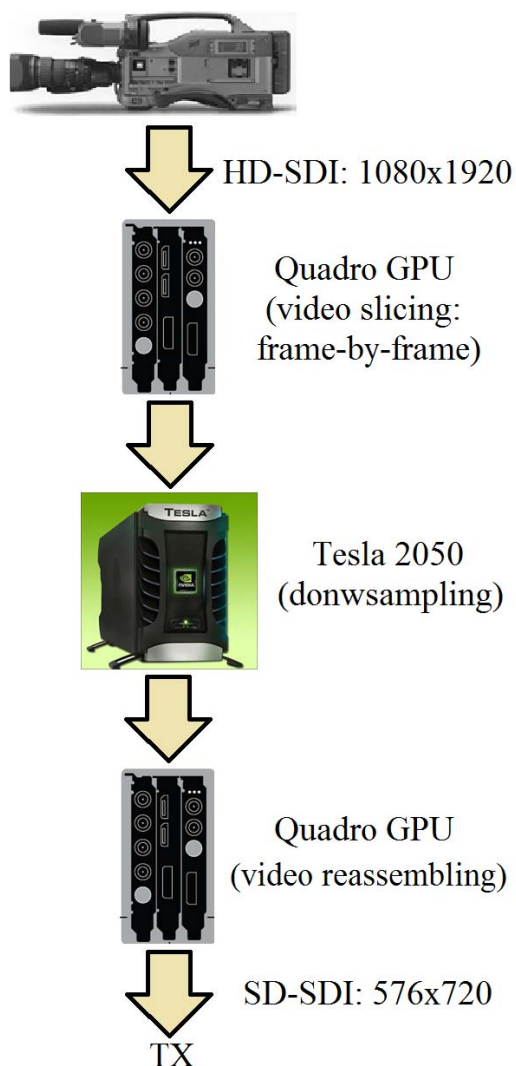 HD-SDI: 1080x1920
Quadro GPU
(video slicing:
frame-by-frame)
TESLA
Tesla 2050
(donwsampling)
Quadro GPU
(video reassembling)
SD-SDI: 576x720
TX